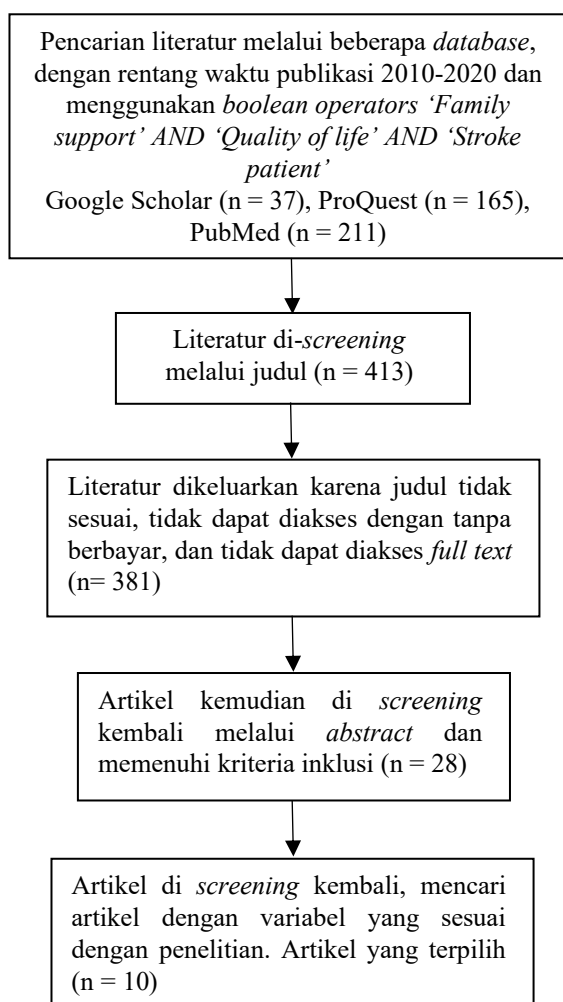 Pencarian literatur melalui beberapa database,
dengan rentang waktu publikasi 2010-2020 dan
menggunakan boolean operators ‘Family
support’ AND ‘Quality of life’ AND ‘Stroke
patient’
Google Scholar (n = 37), ProQuest (n = 165),
PubMed (n = 211)
Literatur di-screening
melalui judul (n = 413)
Literatur dikeluarkan karena judul tidak
sesuai, tidak dapat diakses dengan tanpa
berbayar, dan tidak dapat diakses full text
(n= 381)
Artikel kemudian di screening
kembali melalui abstract dan
memenuhi kriteria inklusi (n = 28)
Artikel di screening kembali, mencari
artikel dengan variabel yang sesuai
dengan penelitian. Artikel yang terpilih
(n = 10)